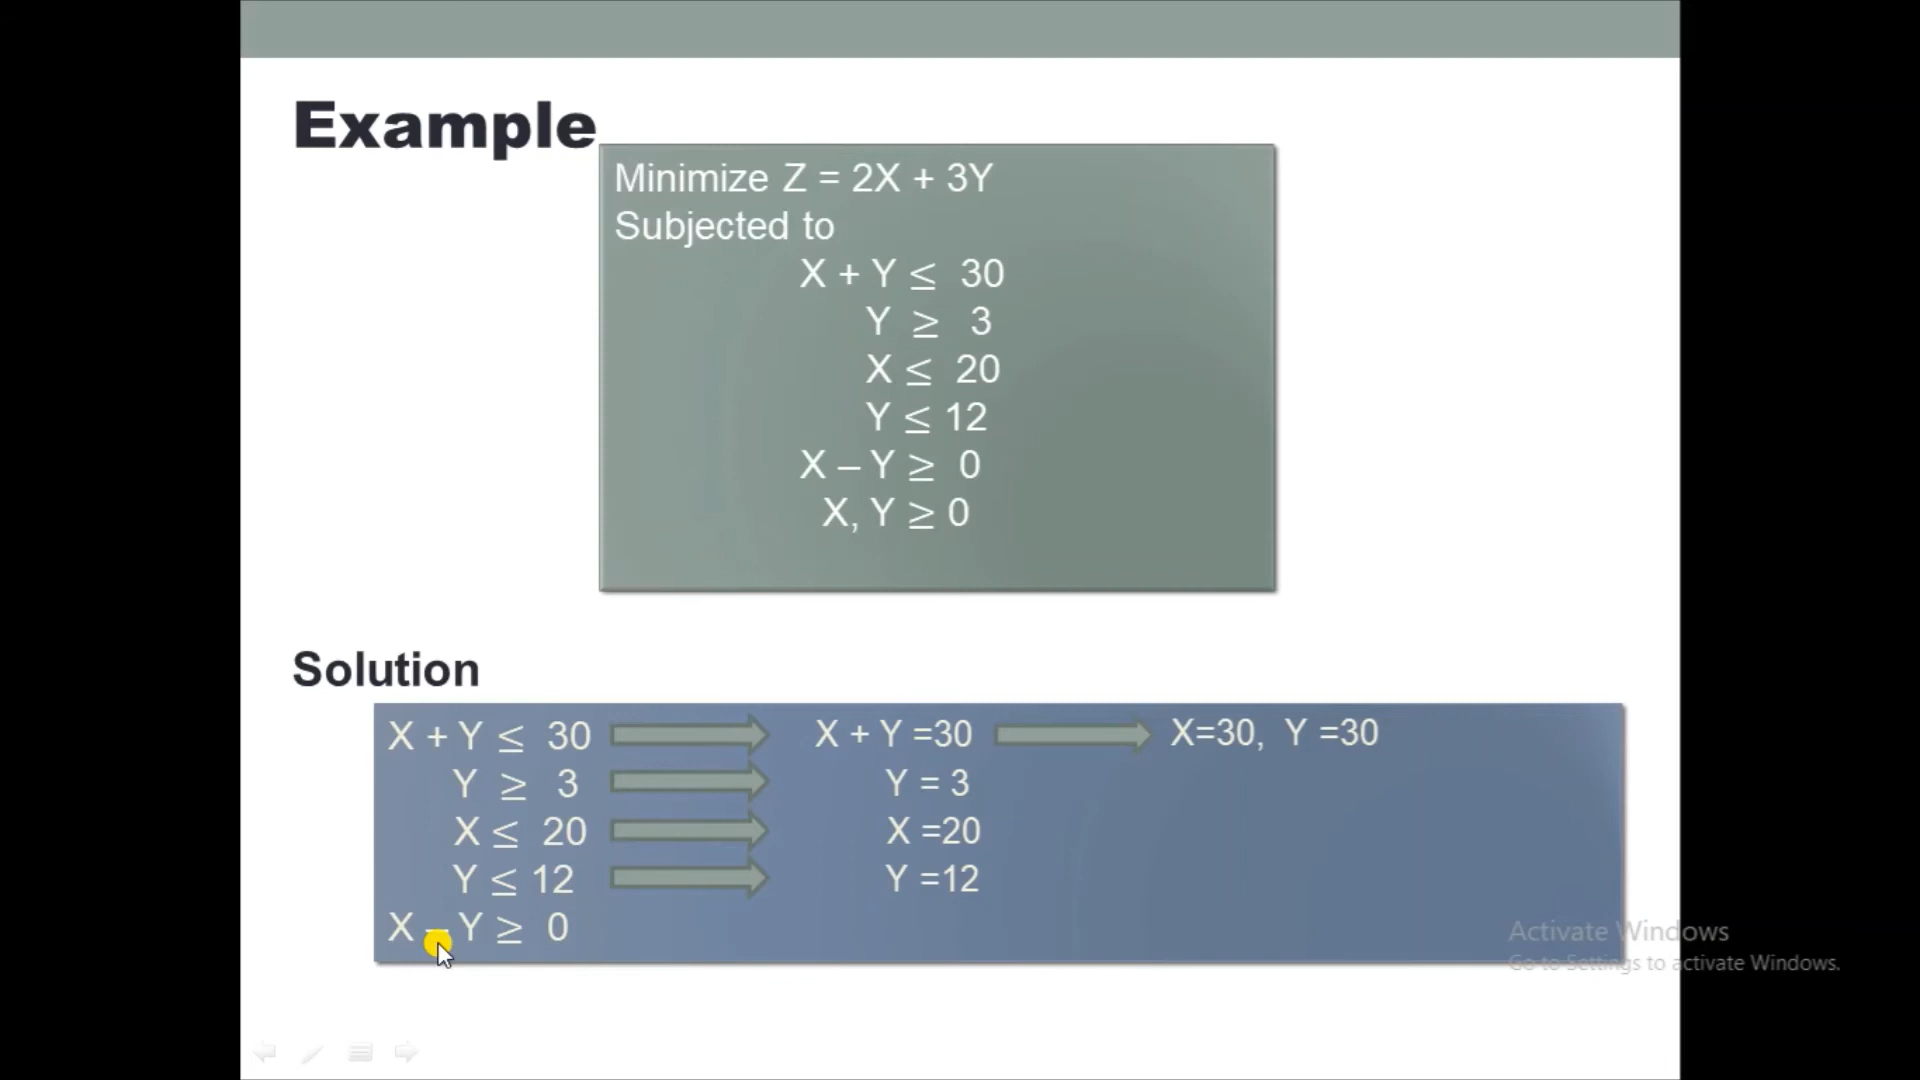 Example
Minimize Z = 2X + 3Y
Subjected to
X + Y ≤ 30
Y ≥ 3
X ≤ 20
Y ≤ 12
X – Y ≥ 0
X, Y ≥ 0
Solution
X + Y ≤ 30 X + Y =30 X=30, Y =30
Y ≥ 3 Y = 3
X ≤ 20 X =20
Y ≤ 12 Y =12
X – Y ≥ 0
Activate Windows
Go to Settings to activate Windows.